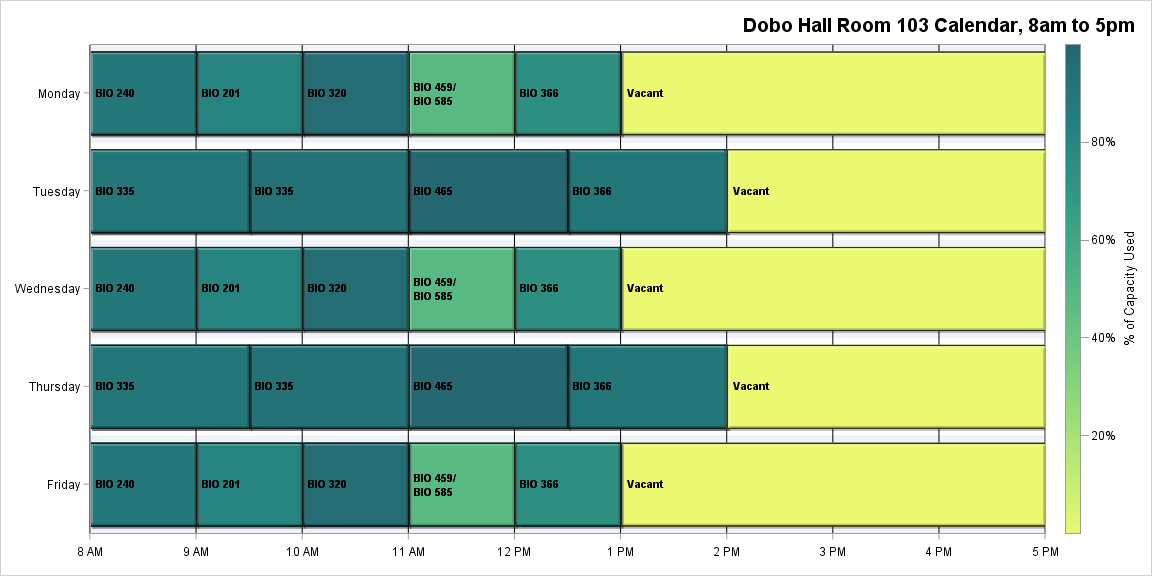 Dobo Hall Room 103 Calendar, 8am to 5pm
Monday
BIO 240
BIO 201
BIO 320
BIO 459/
BIO 585
BIO 366
Vacant
Tuesday
BIO 335
BIO 335
BIO 465
BIO 366
Vacant
Wednesday
BIO 240
BIO 201
BIO 320
BIO 459/
BIO 585
BIO 366
Vacant
Thursday
BIO 335
BIO 335
BIO 465
BIO 366
Vacant
Friday
BIO 240
BIO 201
BIO 320
BIO 459/
BIO 585
BIO 366
Vacant
8 AM
9 AM
10 AM
11 AM
12 PM
1 PM
2 PM
3 PM
4 PM
5 PM
80%
60%
40%
20%
% of Capacity Used